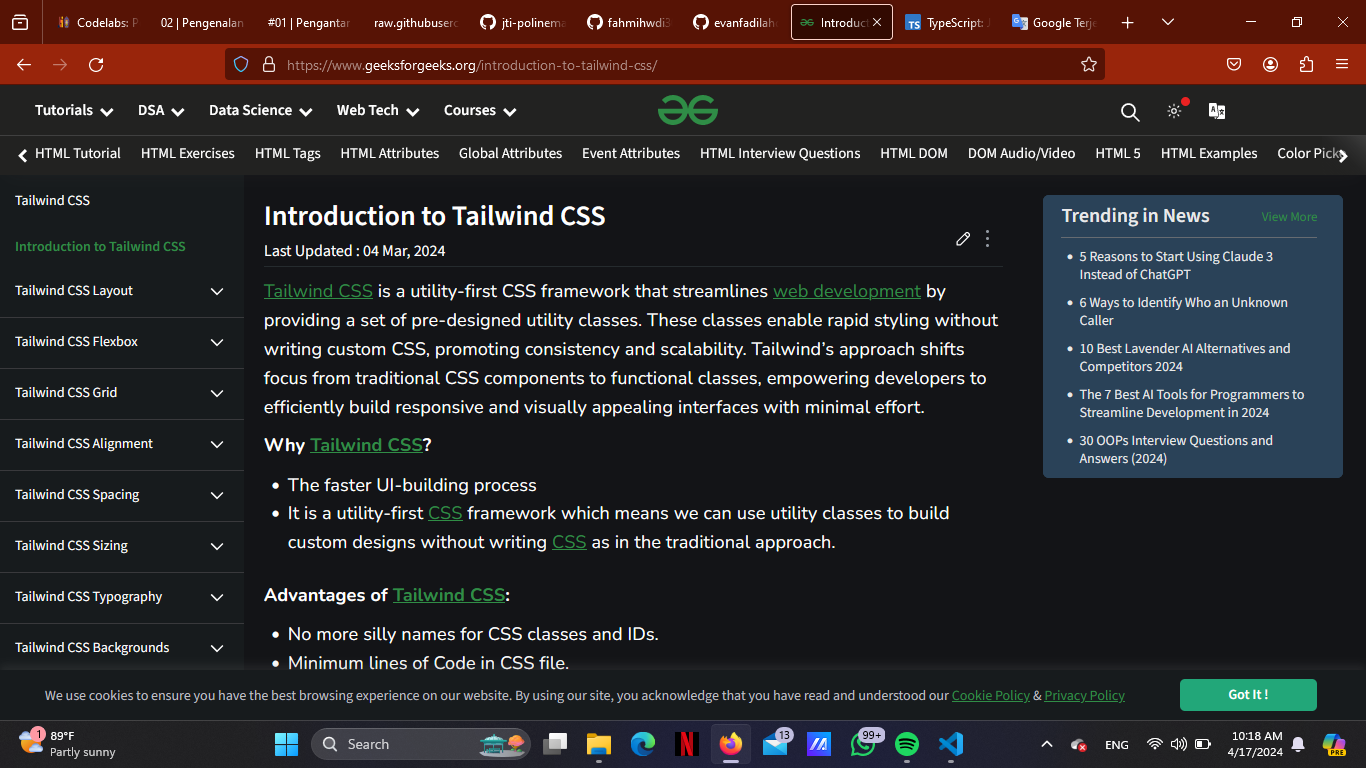 Codelabs: P
02 | Pengenalan
#01 | Pengantar
raw.githubuserc
jti-polinema
fahmihwdi3
evanfadilah
Introduct
TS TypeScript: J
Google Terje
https://www.geeksforgeeks.org/introduction-to-tailwind-css/
Tutorials DSA Data Science Web Tech Courses
HTML Tutorial HTML Exercises HTML Tags HTML Attributes Global Attributes Event Attributes HTML Interview Questions HTML DOM DOM Audio/Video HTML 5 HTML Examples Color Picke
Tailwind CSS
Introduction to Tailwind CSS
Tailwind CSS Layout
Tailwind CSS Flexbox
Tailwind CSS Grid
Tailwind CSS Alignment
Tailwind CSS Spacing
Tailwind CSS Sizing
Tailwind CSS Typography
Tailwind CSS Backgrounds
Introduction to Tailwind CSS
Last Updated : 04 Mar, 2024
Tailwind CSS is a utility-first CSS framework that streamlines web development by
providing a set of pre-designed utility classes. These classes enable rapid styling without
writing custom CSS, promoting consistency and scalability. Tailwind’s approach shifts
focus from traditional CSS components to functional classes, empowering developers to
efficiently build responsive and visually appealing interfaces with minimal effort.
Why Tailwind CSS?
• The faster UI-building process
• It is a utility-first CSS framework which means we can use utility classes to build
custom designs without writing CSS as in the traditional approach.
Advantages of Tailwind CSS:
• No more silly names for CSS classes and IDs.
• Minimum lines of Code in CSS file.
Trending in News View More
• 5 Reasons to Start Using Claude 3
Instead of ChatGPT
• 6 Ways to Identify Who an Unknown
Caller
• 10 Best Lavender AI Alternatives and
Competitors 2024
• The 7 Best AI Tools for Programmers to
Streamline Development in 2024
• 30 OOPs Interview Questions and
Answers (2024)
We use cookies to ensure you have the best browsing experience on our website. By using our site, you acknowledge that you have read and understood our Cookie Policy & Privacy Policy
Got It !
1
89°F
Partly sunny
Search
13
99+
ENG
10:18 AM
4/17/2024
PRE